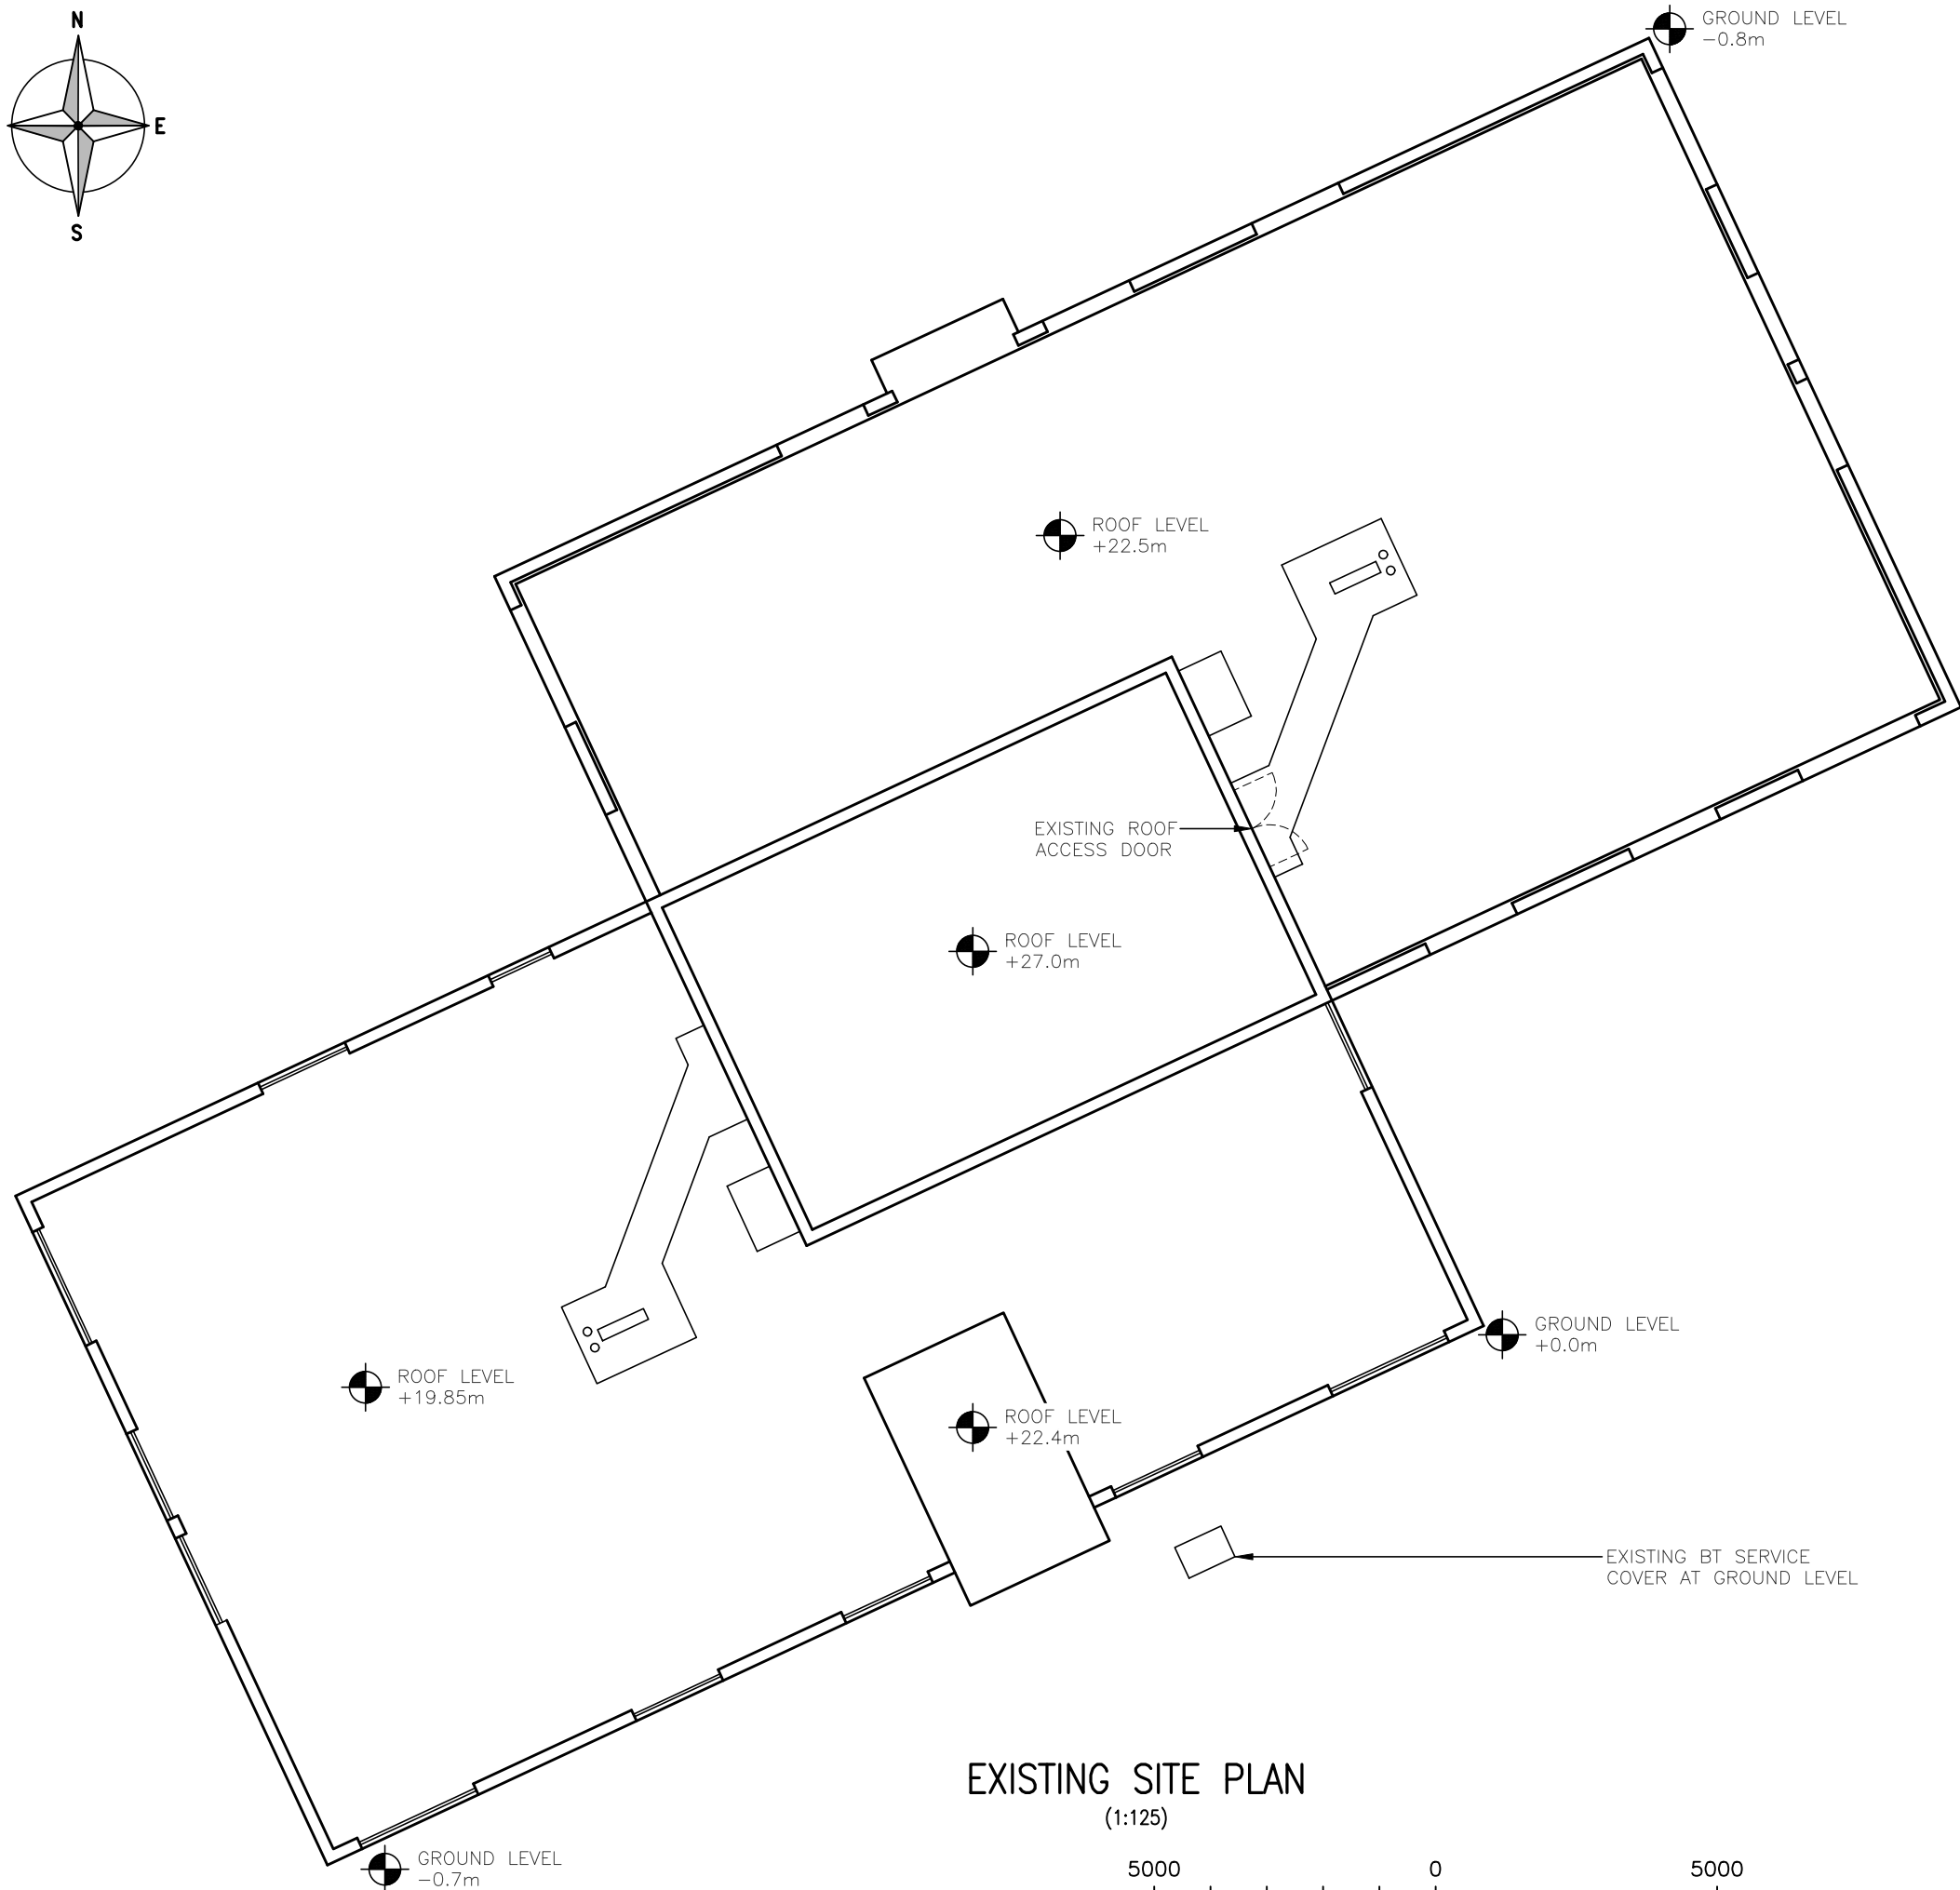 N
GROUND LEVEL
-0.8m
E
S
ROOF LEVEL
+22.5m
EXISTING ROOF
ACCESS DOOR
ROOF LEVEL
+27.0m
GROUND LEVEL
+0.0m
ROOF LEVEL
+19.85m
ROOF LEVEL
+22.4m
EXISTING BT SERVICE
COVER AT GROUND LEVEL
EXISTING SITE PLAN
(1:125)
GROUND LEVEL
-0.7m
5000 0 5000